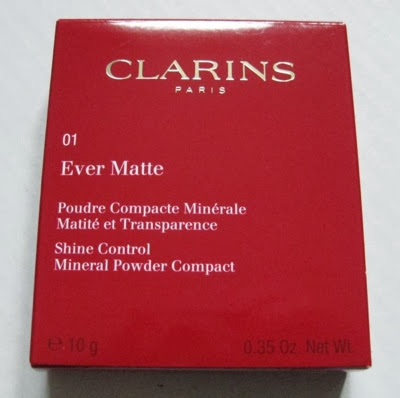 CLARINS
PARIS
01
Ever Matte
Poudre Compacte Minérale
Matité et Transparence
Shine Control
Mineral Powder Compact
℮ 10 g
0.35 Oz. Net Wt.